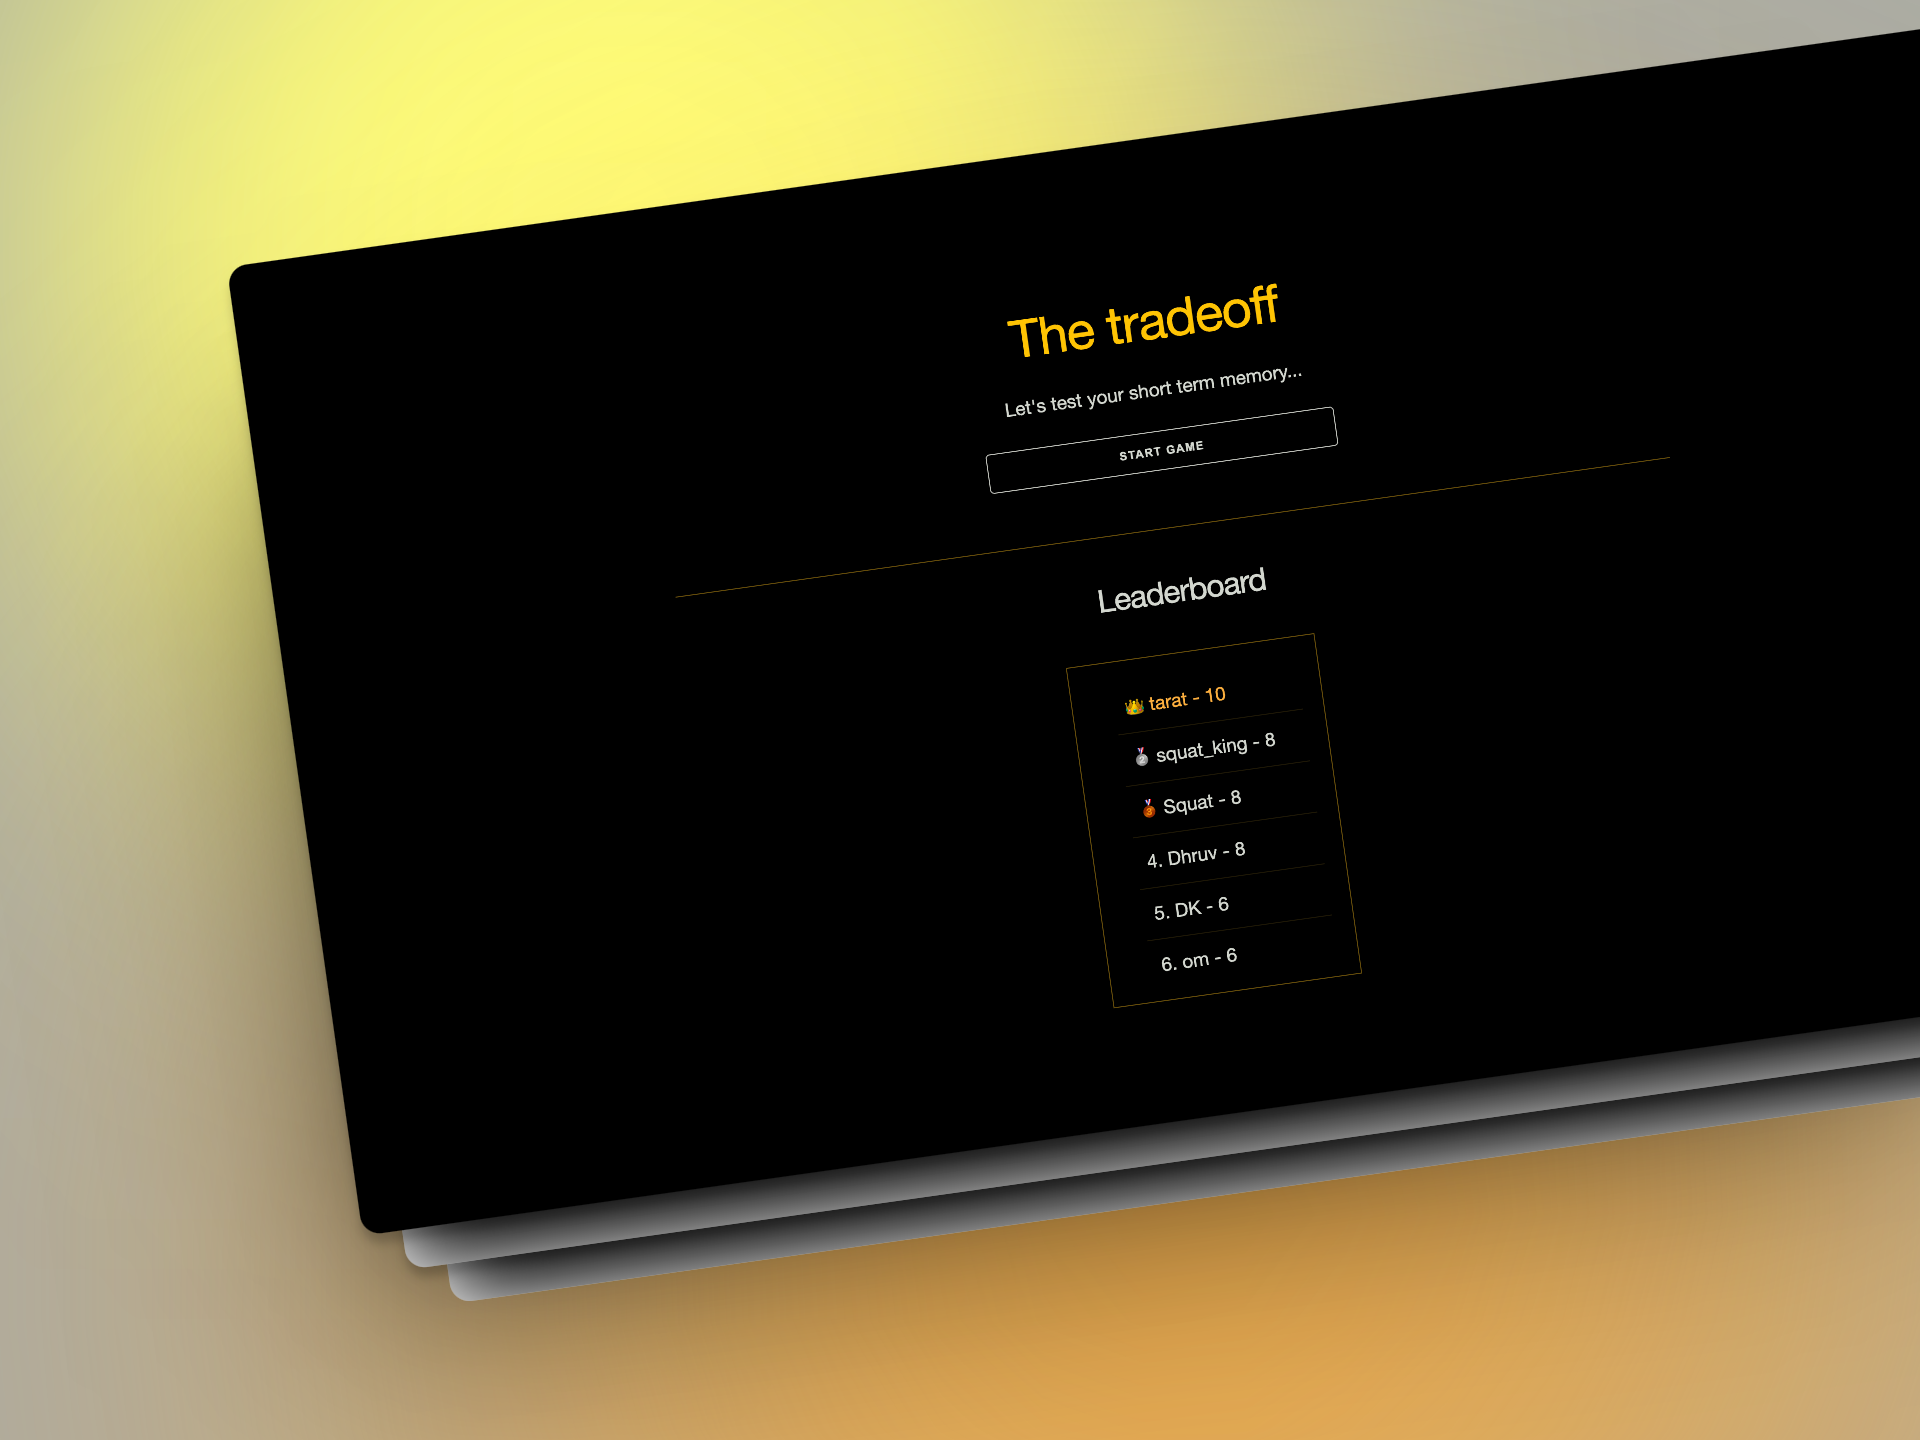 The tradeoff
Let's test your short term memory...
START GAME
Leaderboard
👑 tarat - 10
🥈 squat_king - 8
🥉 Squat - 8
4. Dhruv - 8
5. DK - 6
6. om - 6